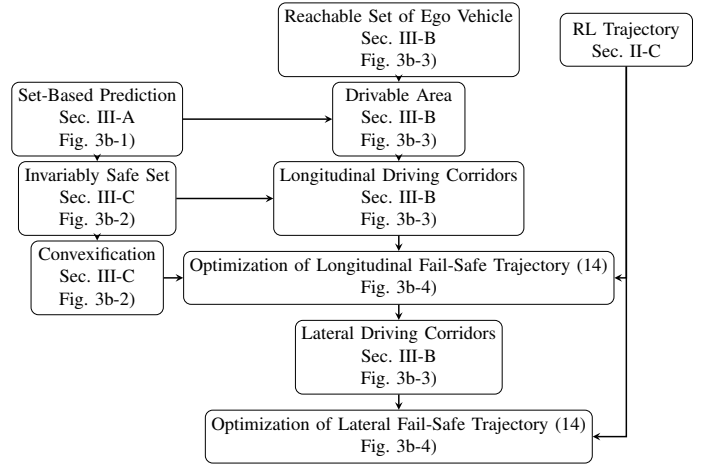 Reachable Set of Ego Vehicle
Sec. III-B
Fig. 3b-3)
RL Trajectory
Sec. II-C
Set-Based Prediction
Sec. III-A
Fig. 3b-1)
Drivable Area
Sec. III-B
Fig. 3b-3)
Invariably Safe Set
Sec. III-C
Fig. 3b-2)
Longitudinal Driving Corridors
Sec. III-B
Fig. 3b-3)
Convexification
Sec. III-C
Fig. 3b-2)
Optimization of Longitudinal Fail-Safe Trajectory (14)
Fig. 3b-4)
Lateral Driving Corridors
Sec. III-B
Fig. 3b-3)
Optimization of Lateral Fail-Safe Trajectory (14)
Fig. 3b-4)